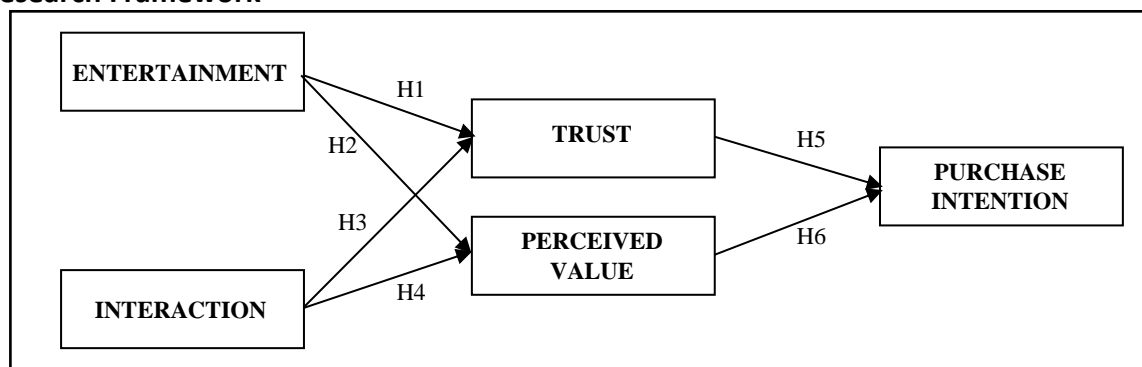 esearch Framework
ENTERTAINMENT
H1
TRUST
H5
H2
PURCHASE
INTENTION
H3
PERCEIVED
VALUE
H6
H4
INTERACTION